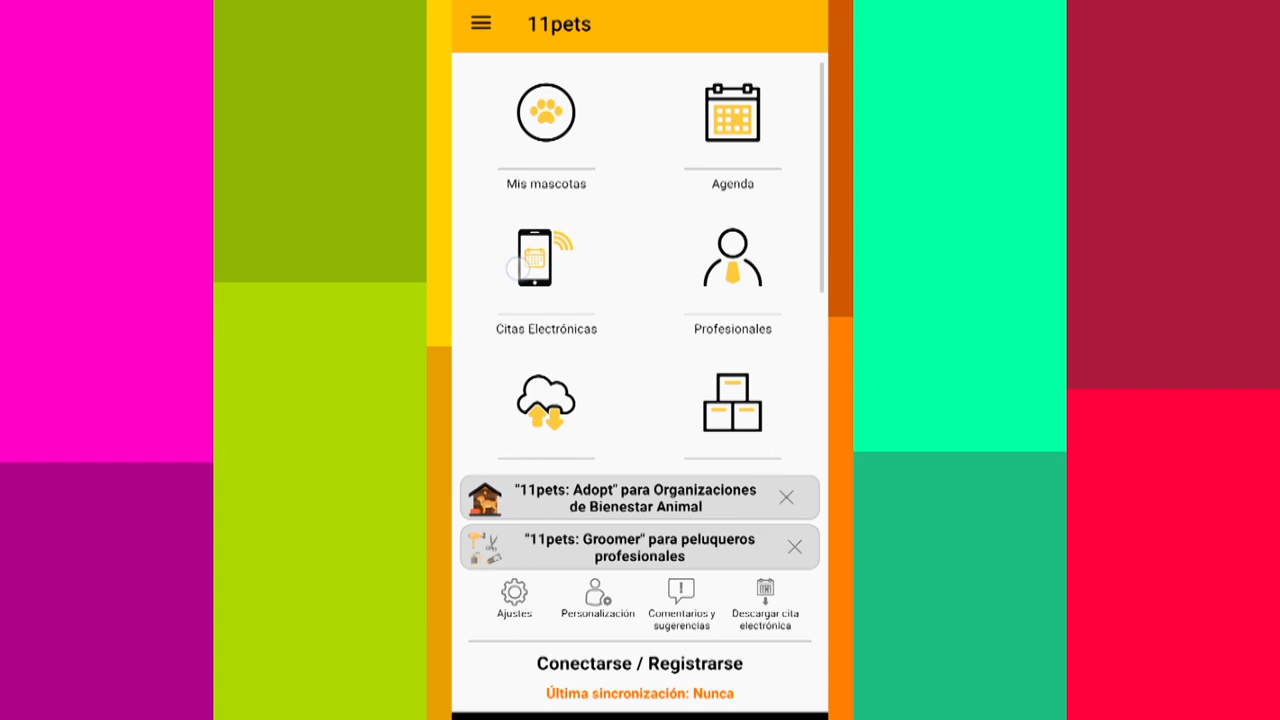 11pets
Mis mascotas
Agenda
Citas Electrónicas
Profesionales
"11pets: Adopt" para Organizaciones
de Bienestar Animal
"11pets: Groomer" para peluqueros
profesionales
Ajustes
Personalización
Comentarios y
sugerencias
Descargar cita
electrónica
Conectarse / Registrarse
Última sincronización: Nunca